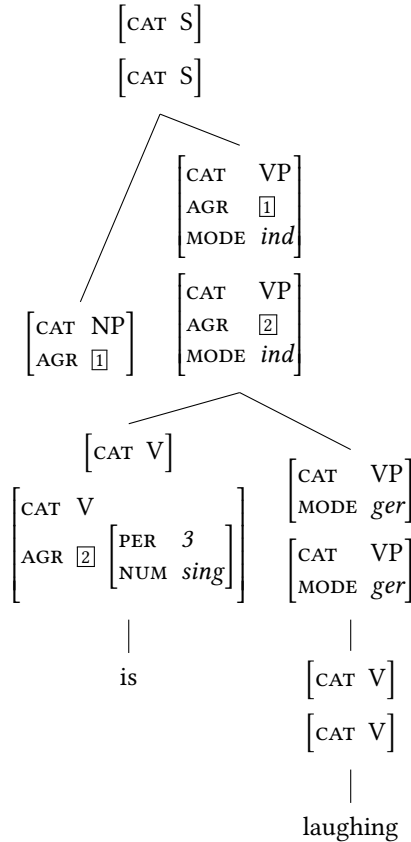 [CAT S]
[CAT S]
[CAT VP
AGR 1
MODE ind]
[CAT NP
AGR 1]
[CAT VP
AGR 2
MODE ind]
[CAT V]
[CAT V
AGR 2 [PER 3
NUM sing]]
[CAT VP
MODE ger]
[CAT VP
MODE ger]
is
[CAT V]
[CAT V]
laughing